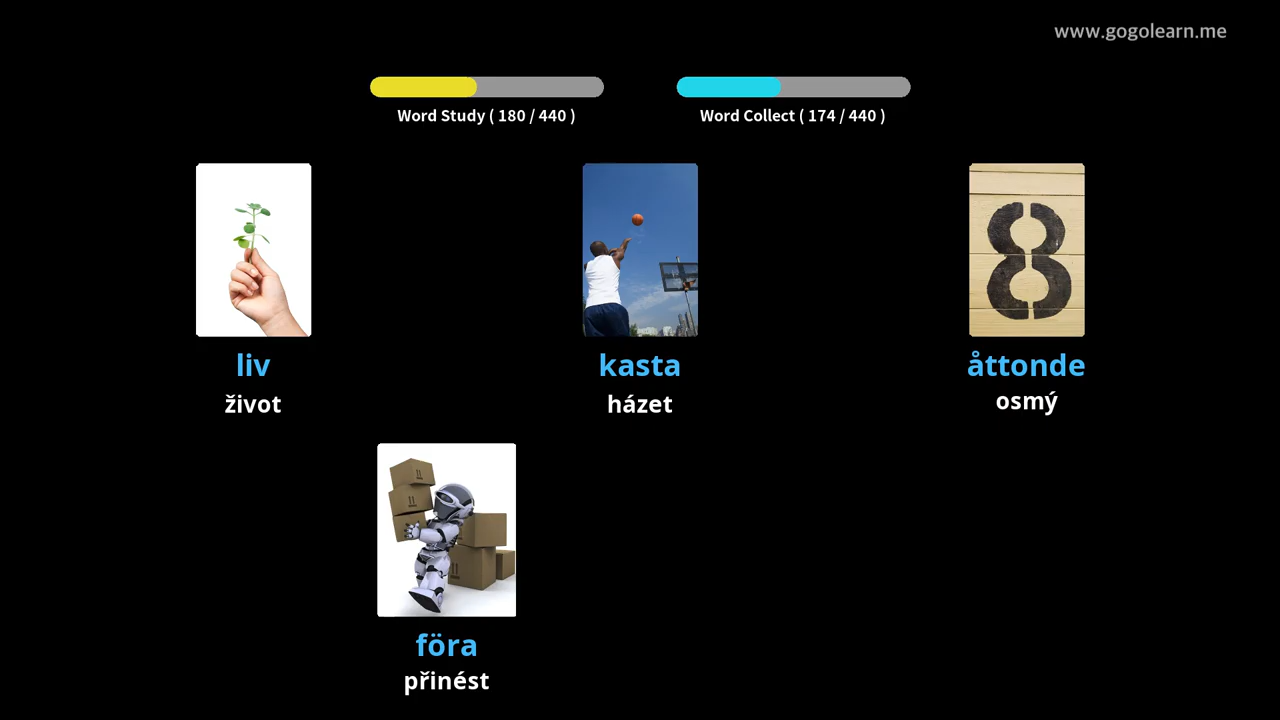 www.gogolearn.me
Word Study ( 180 / 440 )
Word Collect ( 174 / 440 )
8
liv
život
kasta
házet
åttonde
osmý
föra
přinést